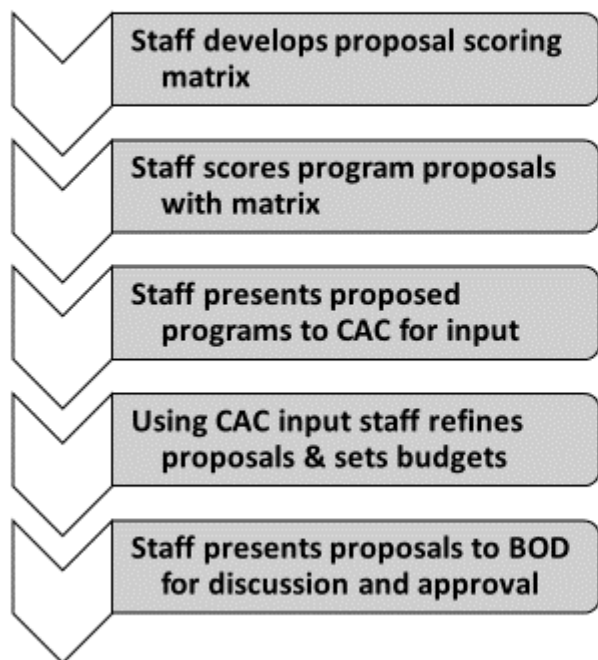 Staff develops proposal scoring
matrix
Staff scores program proposals
with matrix
Staff presents proposed
programs to CAC for input
Using CAC input staff refines
proposals & sets budgets
Staff presents proposals to BOD
for discussion and approval